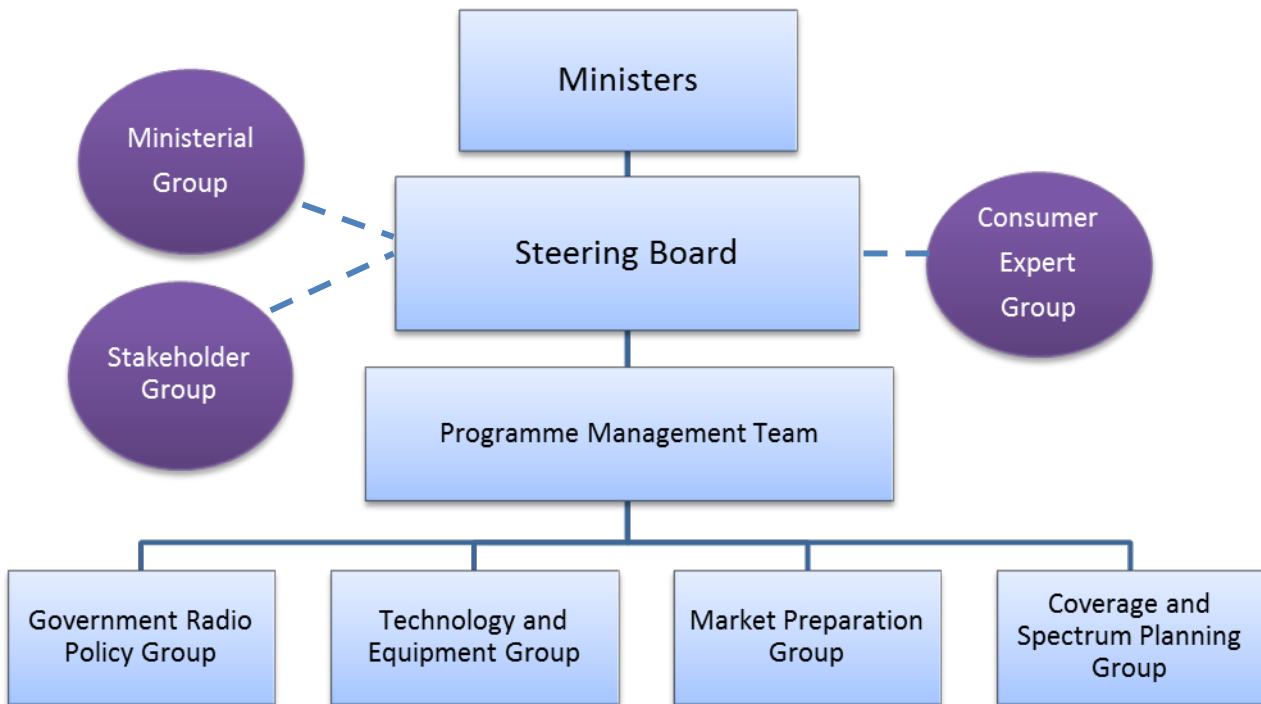 Ministers
Ministerial
Group
Steering Board
Consumer
Expert
Group
Stakeholder
Group
Programme Management Team
Government Radio
Policy Group
Technology and
Equipment Group
Market Preparation
Group
Coverage and
Spectrum Planning
Group